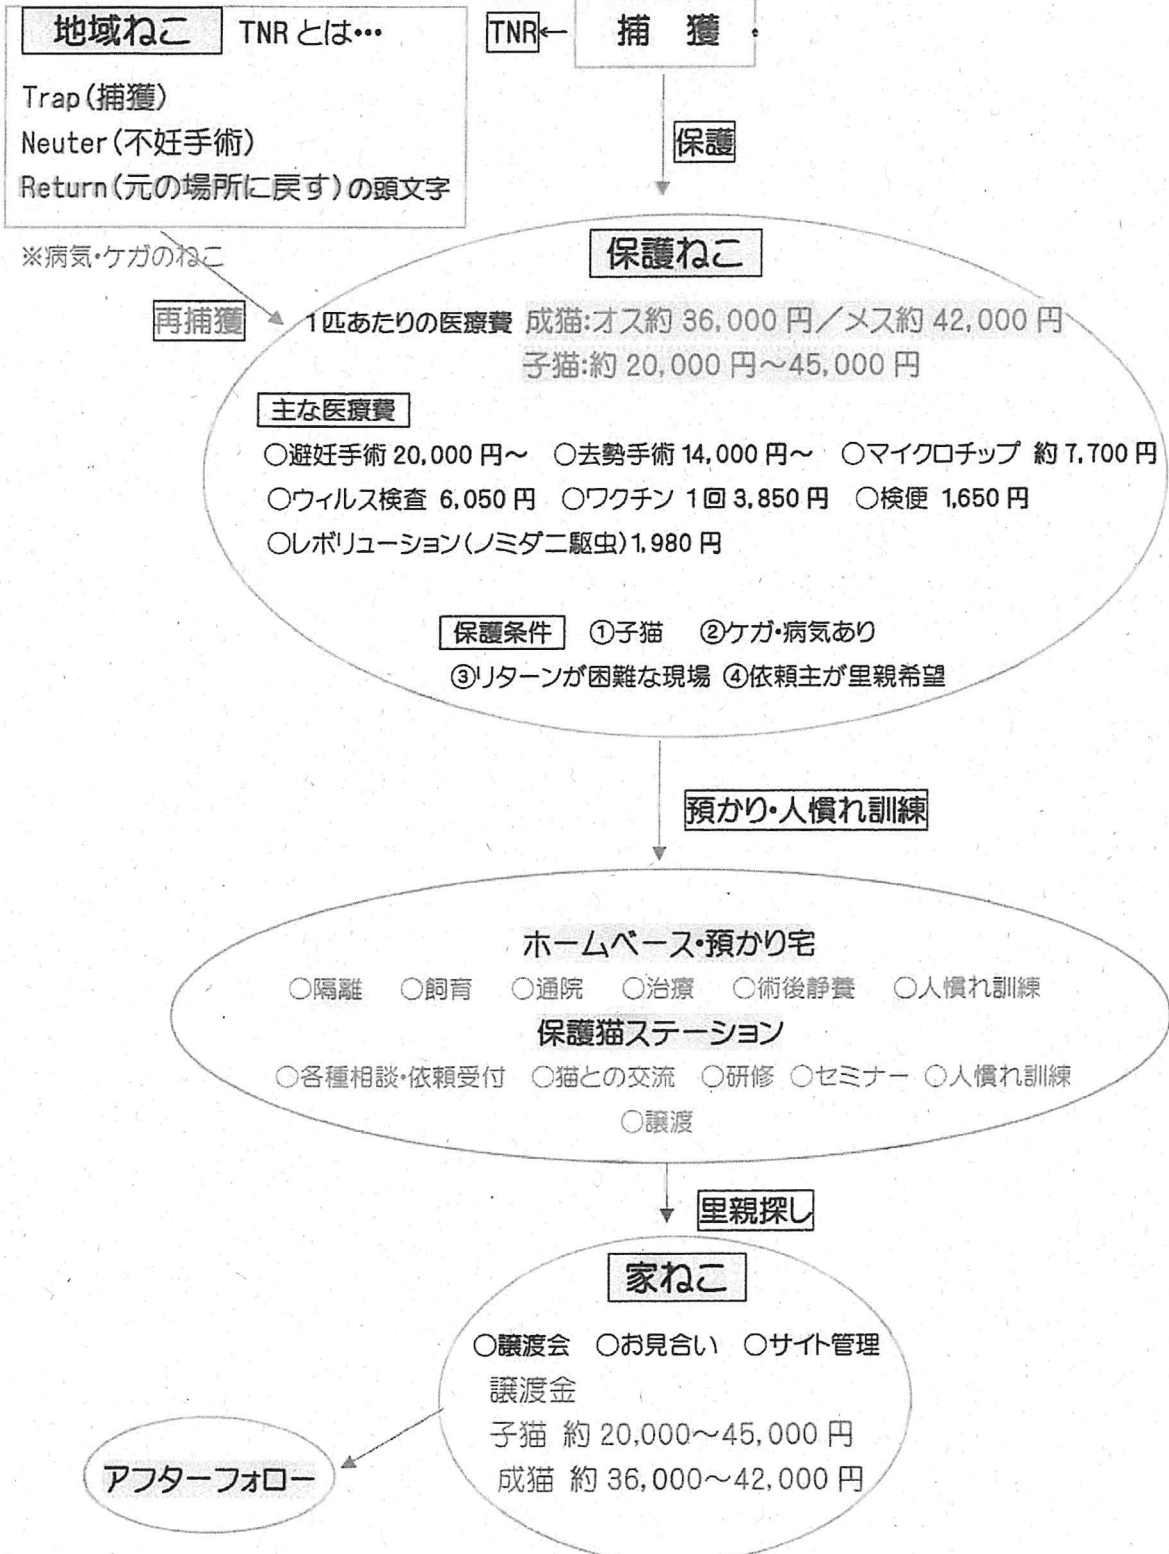 地域ねこ TNRとは…
TNR← 捕獲
Trap(捕獲)
Neuter(不妊手術)
Return(元の場所に戻す)の頭文字
保護
※病気・ケガのねこ
再捕獲
保護ねこ
1匹あたりの医療費 成猫:オス約36,000円／メス約42,000円
子猫:約20,000円～45,000円
主な医療費
○避妊手術 20,000円～ ○去勢手術 14,000円～ ○マイクロチップ 約7,700円
○ウィルス検査 6,050円 ○ワクチン 1回3,850円 ○検便 1,650円
○レボリューション(ノミダニ駆虫)1,980円
保護条件 ①子猫 ②ケガ・病気あり
③リターンが困難な現場 ④依頼主が里親希望
預かり・人慣れ訓練
ホームベース・預かり宅
○隔離 ○飼育 ○通院 ○治療 ○術後静養 ○人慣れ訓練
保護猫ステーション
○各種相談・依頼受付 ○猫との交流 ○研修 ○セミナー ○人慣れ訓練
○譲渡
里親探し
家ねこ
○譲渡会 ○お見合い ○サイト管理
譲渡金
子猫 約20,000～45,000円
成猫 約36,000～42,000円
アフターフォロー